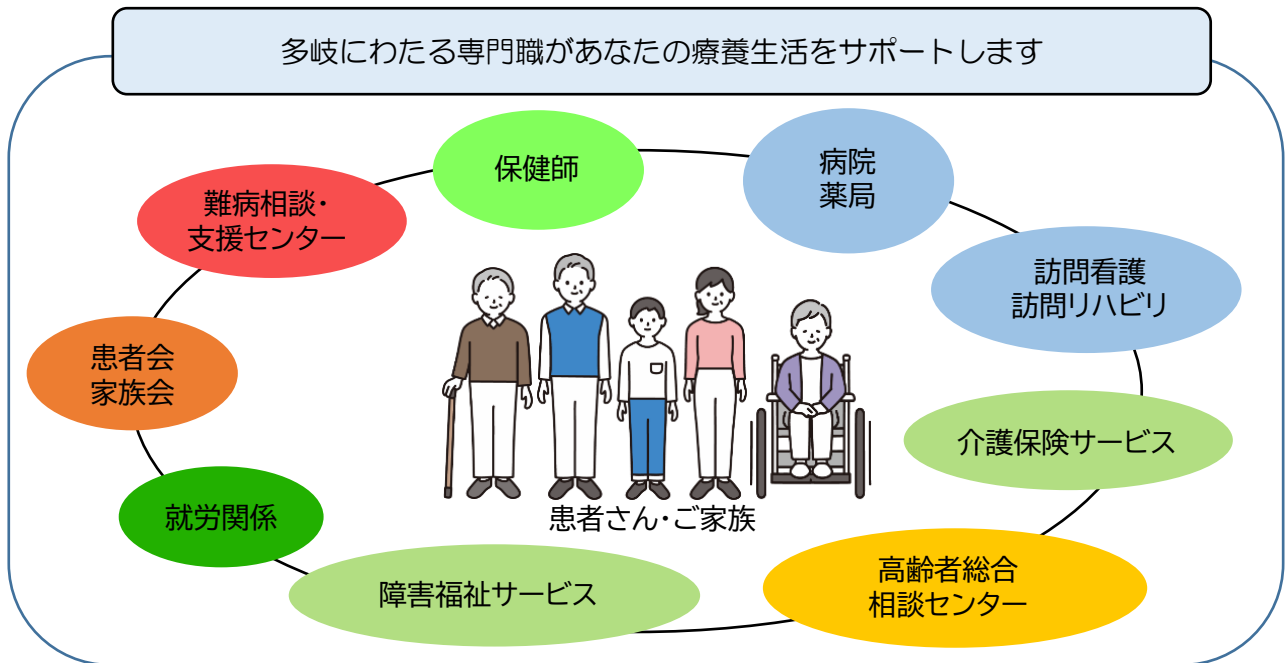 多岐にわたる専門職があなたの療養生活をサポートします
保健師
病院
薬局
難病相談・
支援センター
訪問看護
訪問リハビリ
患者会
家族会
介護保険サービス
就労関係
患者さん・ご家族
障害福祉サービス
高齢者総合
相談センター